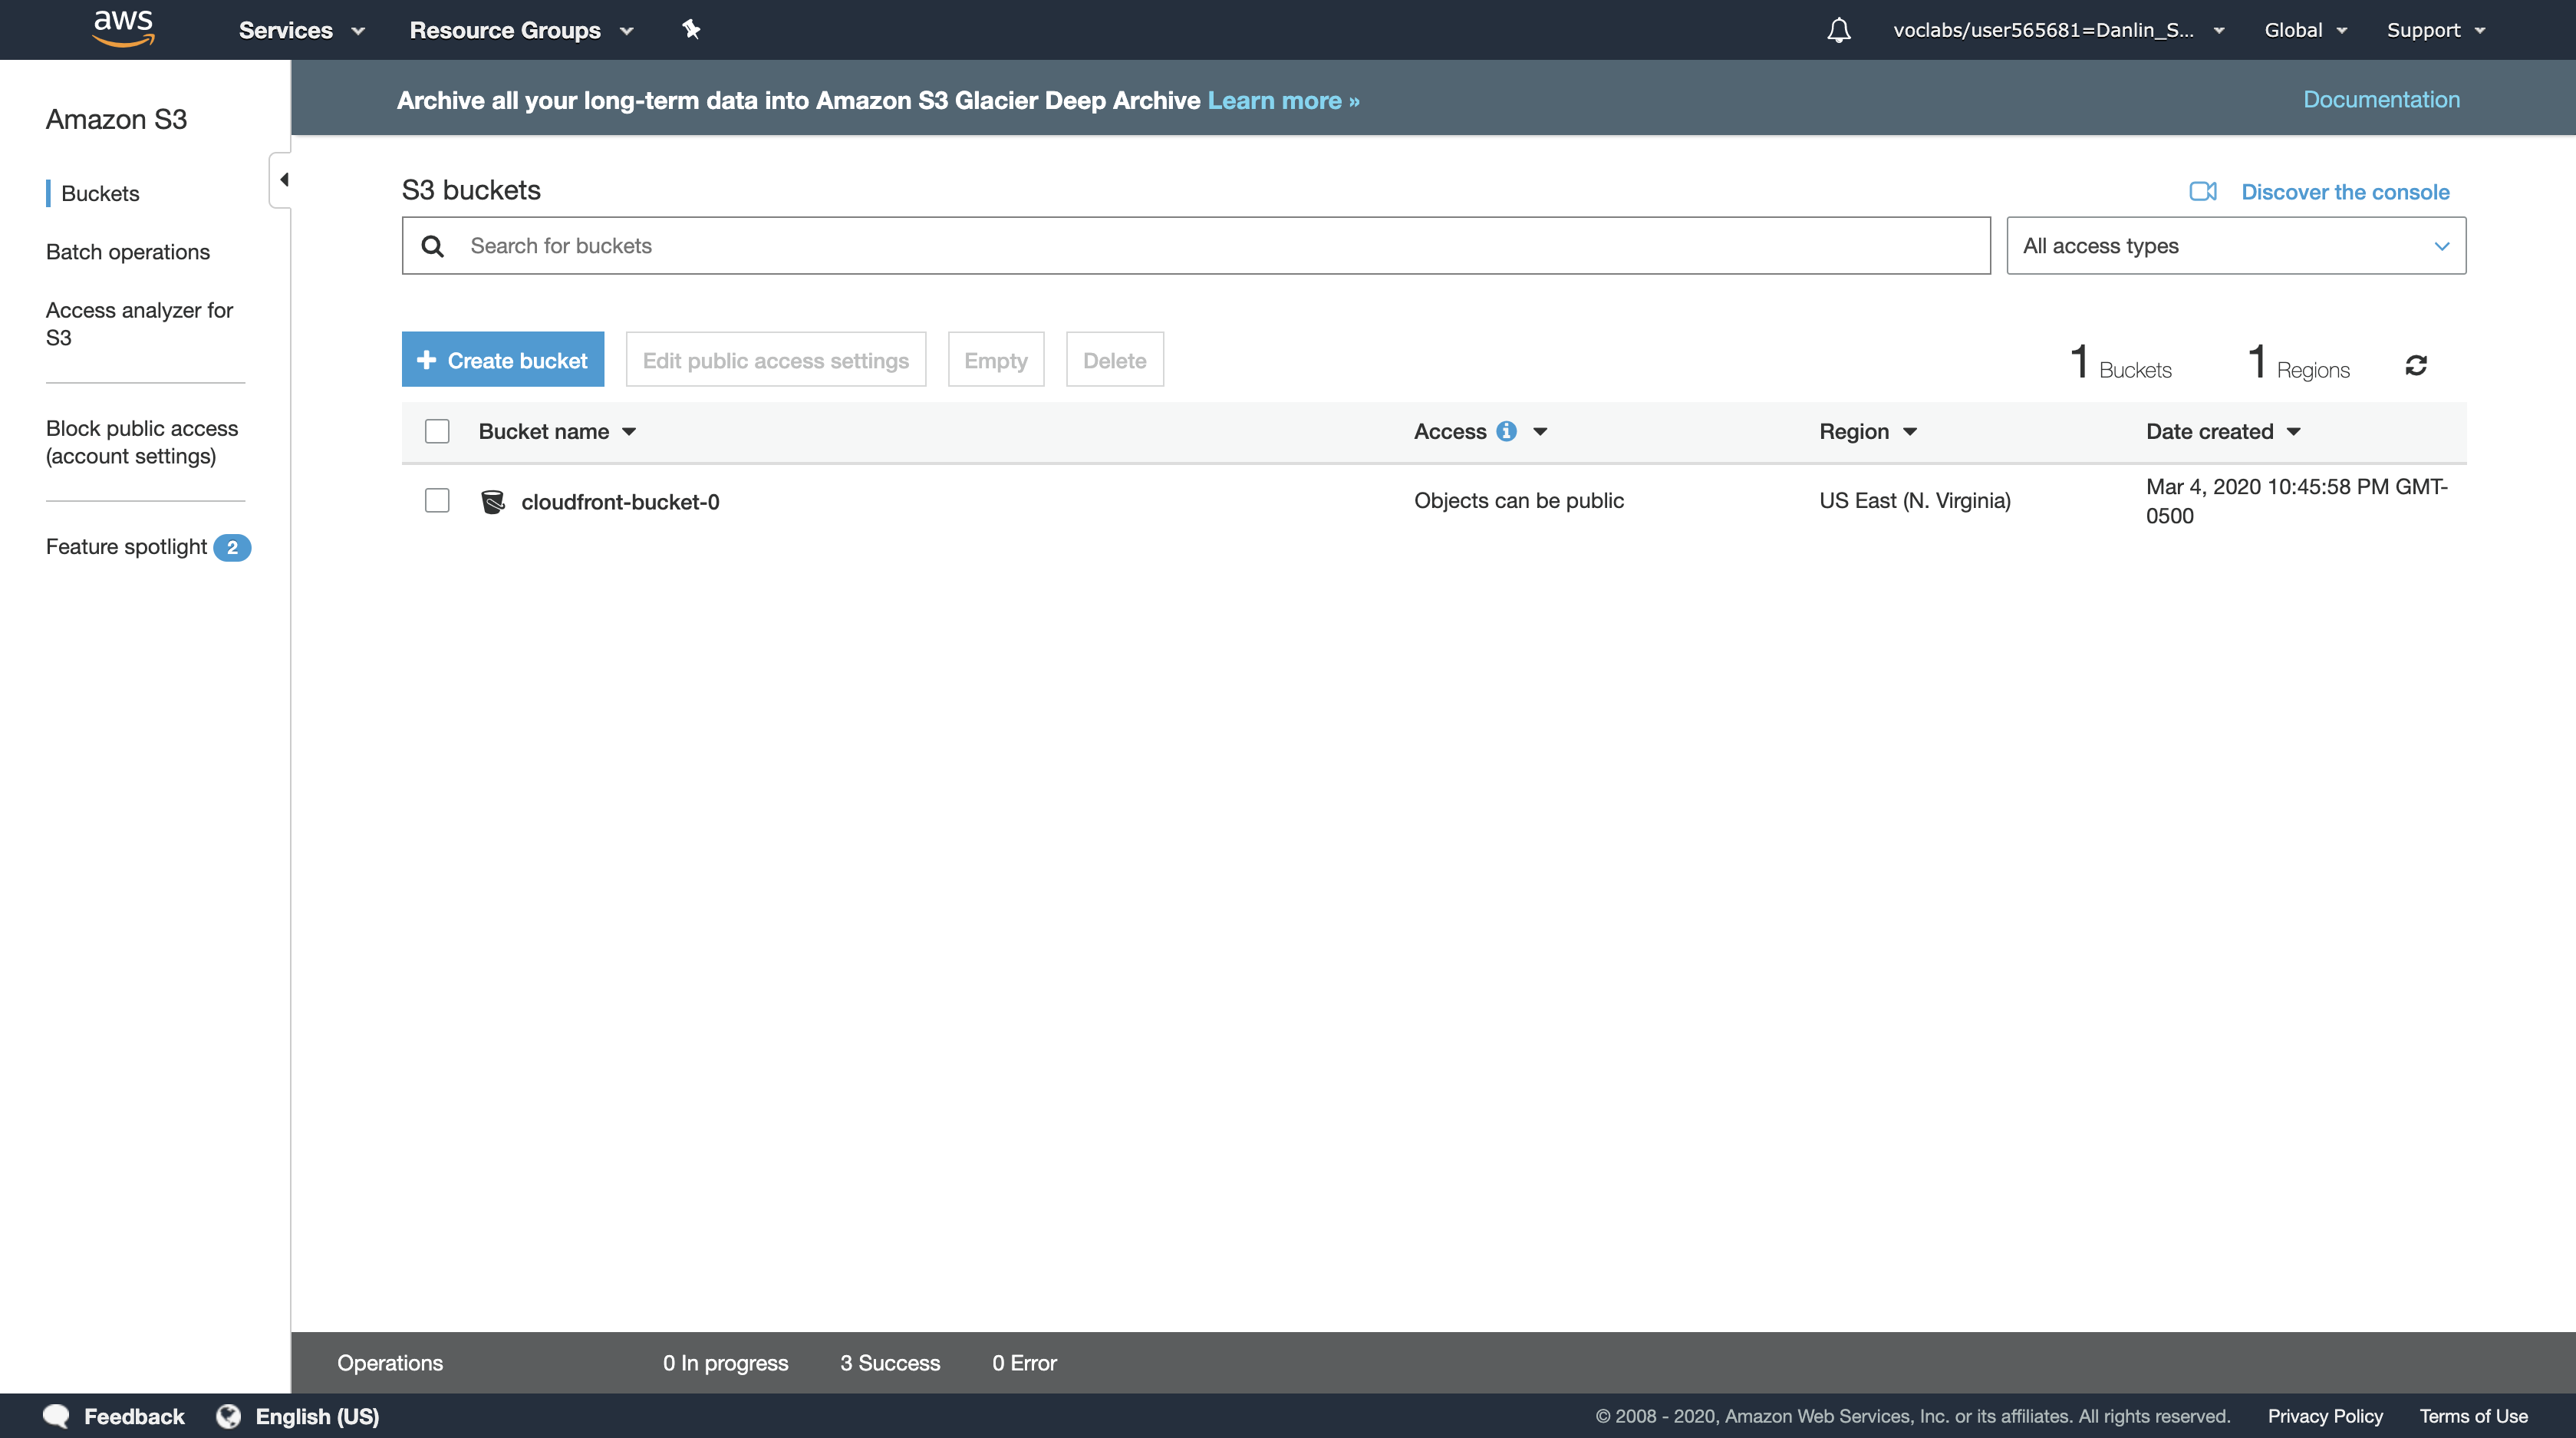 aws Services Resource Groups voclabs/user565681=Danlin_S... Global Support
Amazon S3
Buckets
Batch operations
Access analyzer for
S3
Block public access
(account settings)
Feature spotlight 2
Archive all your long-term data into Amazon S3 Glacier Deep Archive Learn more » Documentation
S3 buckets Discover the console
Search for buckets All access types
Create bucket Edit public access settings Empty Delete 1 Buckets 1 Regions
Bucket name Access Region Date created
cloudfront-bucket-0 Objects can be public US East (N. Virginia) Mar 4, 2020 10:45:58 PM GMT-
0500
Operations 0 In progress 3 Success 0 Error
Feedback English (US) © 2008 - 2020, Amazon Web Services, Inc. or its affiliates. All rights reserved. Privacy Policy Terms of Use